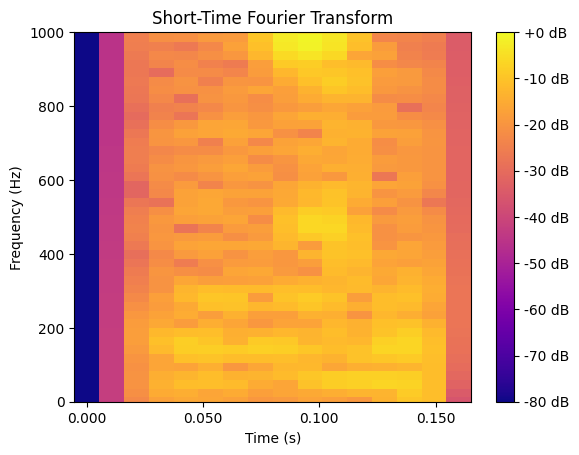 Short-Time Fourier Transform
1000
800
600
400
200
0
Frequency (Hz)
0.000
0.050
0.100
0.150
Time (s)
+0 dB
-10 dB
-20 dB
-30 dB
-40 dB
-50 dB
-60 dB
-70 dB
-80 dB